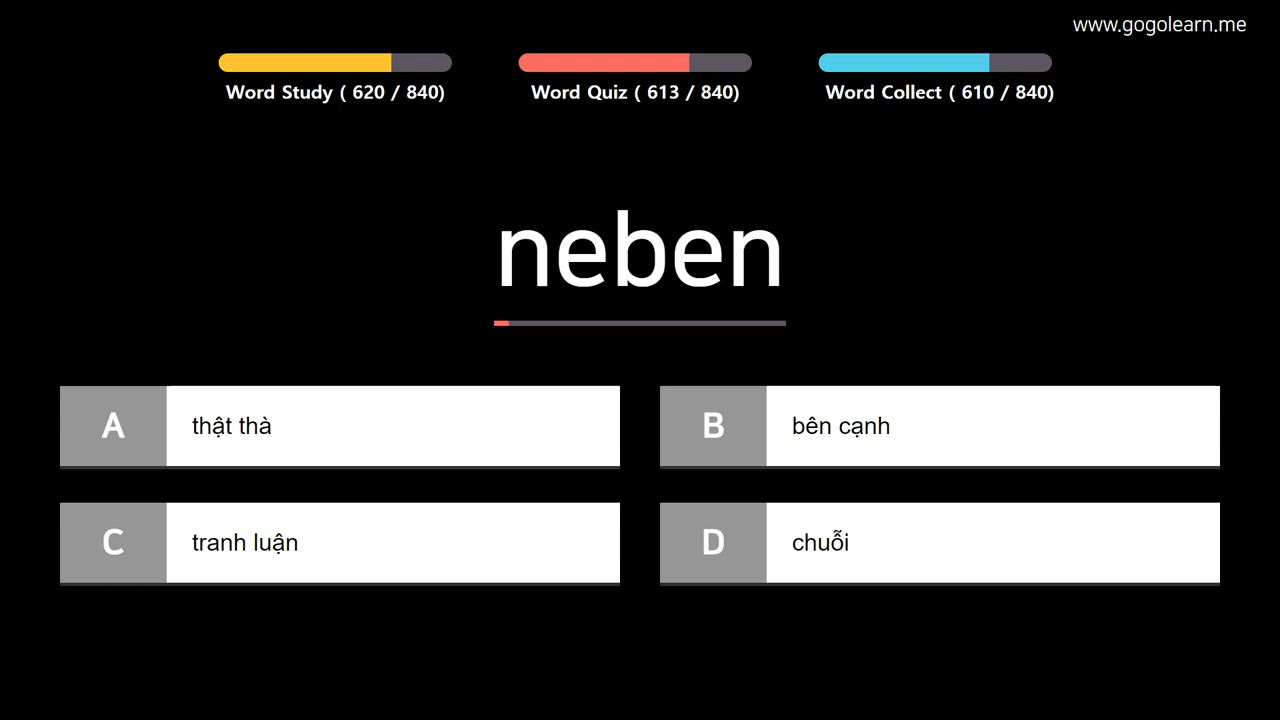 www.gogolearn.me
Word Study ( 620 / 840)
Word Quiz ( 613 / 840)
Word Collect ( 610 / 840)
neben
A thật thà
B bên cạnh
C tranh luận
D chuỗi